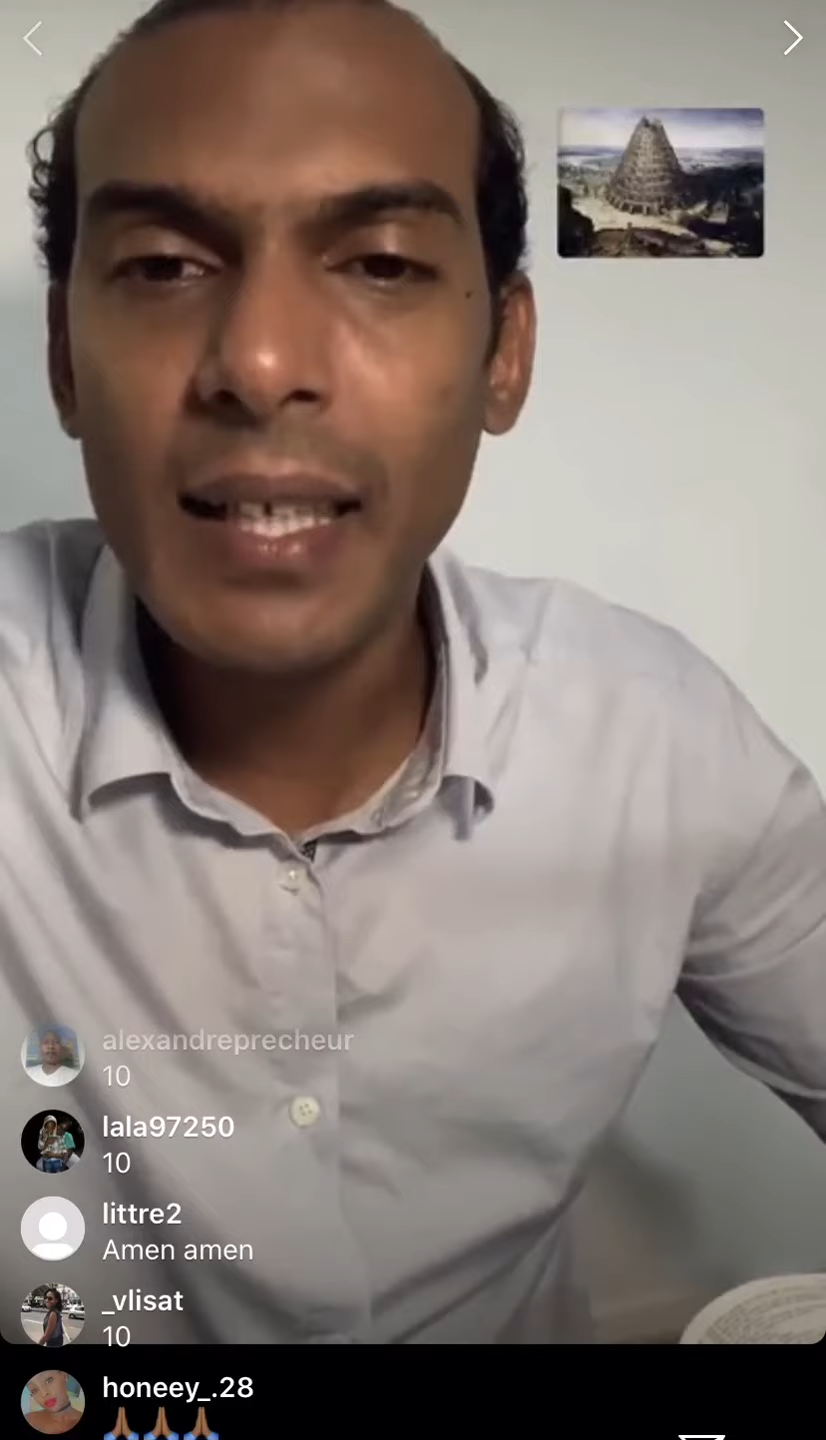 alexandreprecheur
10
lala97250
10
littre2
Amen amen
_vlisat
10
honeey_.28
🙏🏾🙏🏾🙏🏾